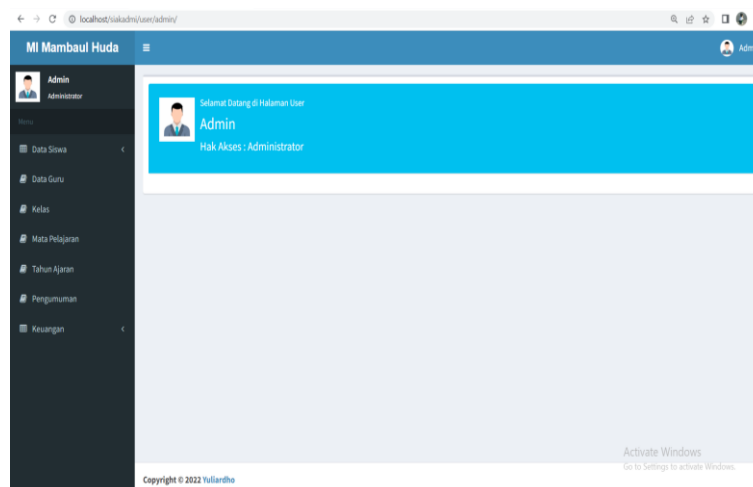 localhost/siakadmi/user/admin/
MI Mambaul Huda
Adm
Admin
Administrator
Menu
Data Siswa
Data Guru
Kelas
Mata Pelajaran
Tahun Ajaran
Pengumuman
Keuangan
Selamat Datang di Halaman User
Admin
Hak Akses : Administrator
Activate Windows
Go to Settings to activate Windows.
Copyright © 2022 Yuliardho